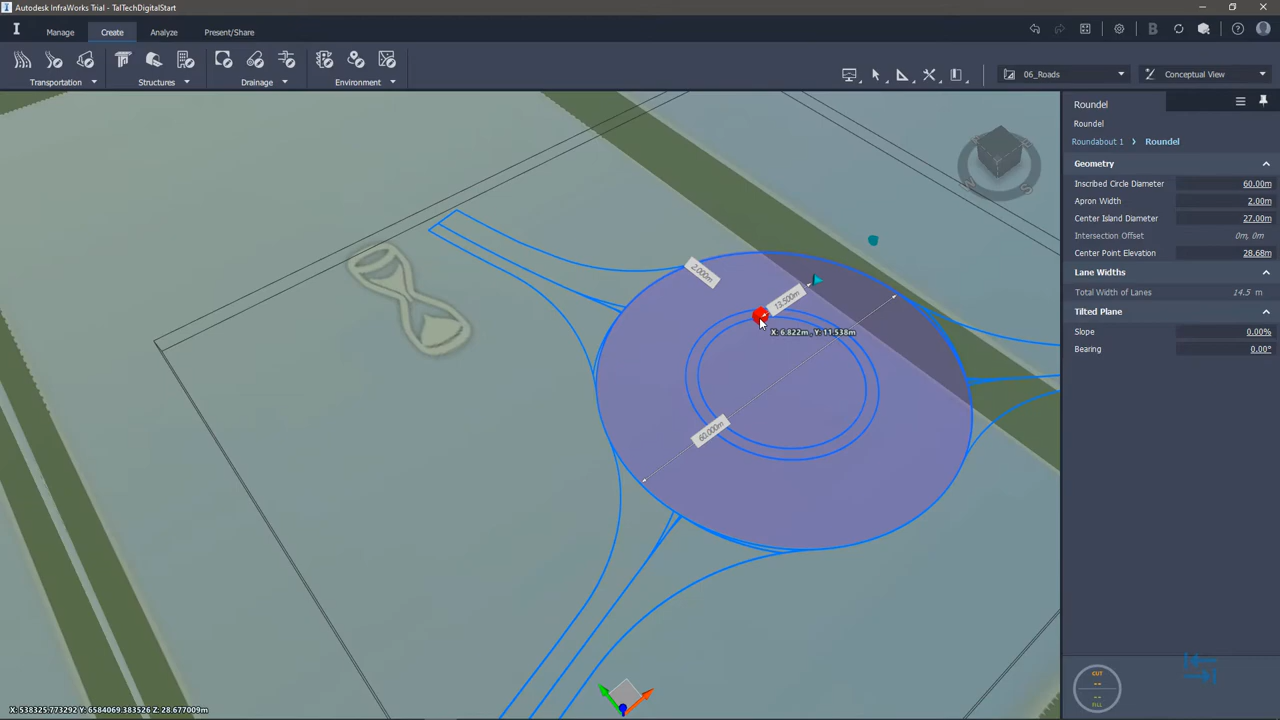 Autodesk InfraWorks Trial - TalTechDigitalStart
Manage
Create
Analyze
Present/Share
Transportation
Structures
Drainage
Environment
06_Roads
Conceptual View
Roundel
Roundel
Roundabout 1 > Roundel
Geometry
Inscribed Circle Diameter 60.00m
Apron Width 2.00m
Center Island Diameter 27.00m
Intersection Offset 0m, 0m
Center Point Elevation 28.68m
Lane Widths
Total Width of Lanes 14.5 m
Tilted Plane
Slope 0.00%
Bearing 0.00°
2.000m
13.500m
X: 6.822m , Y: 11.538m
60.000m
CUT
--
--
FILL
X: 538325.773292 Y: 6584069.383526 Z: 28.677009m